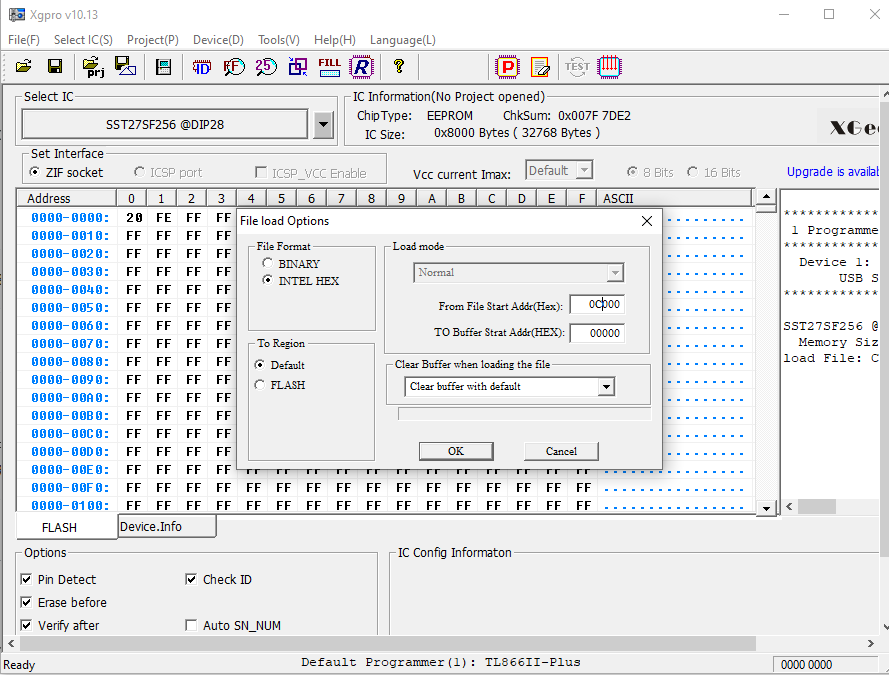 Xgpro v10.13
File(F) Select IC(S) Project(P) Device(D) Tools(V) Help(H) Language(L)
prj ID FF 25 FILL R ? P TEST
Select IC
SST27SF256 @DIP28
IC Information(No Project opened)
ChipType: EEPROM ChkSum: 0x007F 7DE2
IC Size: 0x8000 Bytes ( 32768 Bytes )
XGe
Set Interface
ZIF socket ICSP port ICSP_VCC Enable
Vcc current Imax: Default 8 Bits 16 Bits
Upgrade is availab
Address 0 1 2 3 4 5 6 7 8 9 A B C D E F ASCII
0000-0000: 20 FE FF FF
0000-0010: FF FF FF FF
0000-0020: FF FF FF FF
0000-0030: FF FF FF FF
0000-0040: FF FF FF FF
0000-0050: FF FF FF FF
0000-0060: FF FF FF FF
0000-0070: FF FF FF FF
0000-0080: FF FF FF FF
0000-0090: FF FF FF FF
0000-00A0: FF FF FF FF
0000-00B0: FF FF FF FF
0000-00C0: FF FF FF FF
0000-00D0: FF FF FF FF
0000-00E0: FF FF FF FF FF FF FF FF FF FF FF FF FF FF FF FF ................
0000-00F0: FF FF FF FF FF FF FF FF FF FF FF FF FF FF FF FF ................
0000-0100: FF FF FF FF FF FF FF FF FF FF FF FF FF FF FF FF ................
File load Options
File Format
BINARY
INTEL HEX
To Region
Default
FLASH
Load mode
Normal
From File Start Addr(Hex): 0C000
TO Buffer Strat Addr(HEX): 00000
Clear Buffer when loading the file
Clear buffer with default
OK Cancel
*************
1 Programme
*************
Device 1:
USB S
*************
SST27SF256 @
Memory Siz
load File: C
FLASH Device.Info
Options
Pin Detect Check ID
Erase before
Verify after Auto SN_NUM
IC Config Informaton
Ready Default Programmer(1): TL866II-Plus 0000 0000